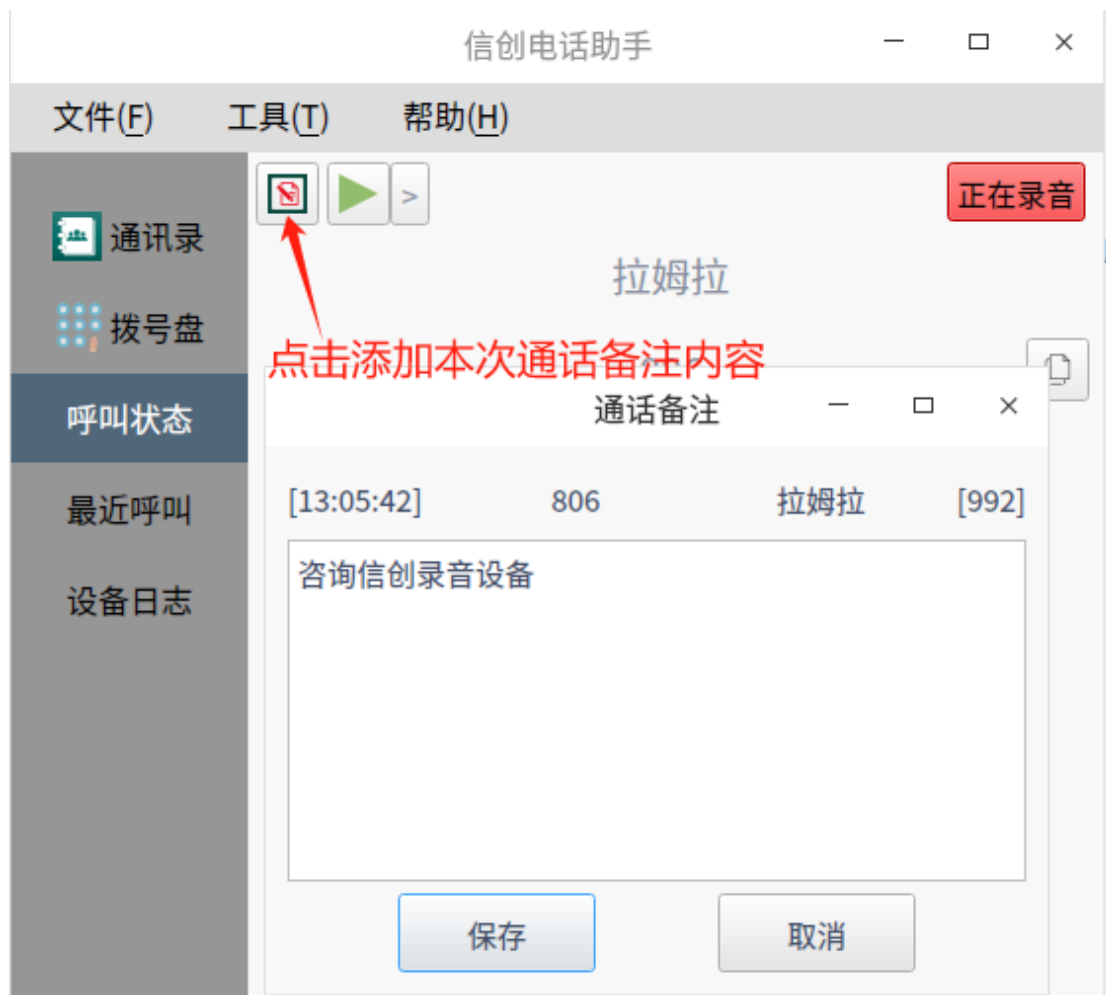 信创电话助手
文件(F) 工具(T) 帮助(H)
通讯录
拨号盘
呼叫状态
最近呼叫
设备日志
>
正在录音
拉姆拉
点击添加本次通话备注内容
通话备注
[13:05:42] 806 拉姆拉 [992]
咨询信创录音设备
保存 取消